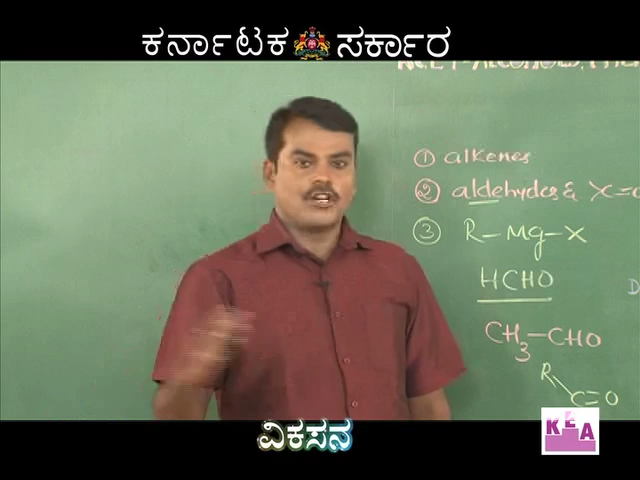 ಕರ್ನಾಟಕ ಸರ್ಕಾರ
① alkenes
② aldehydes &
③ R-Mg-X
HCHO
CH₃-CHO
R
C=O
ವಿಕಸನ
KEA